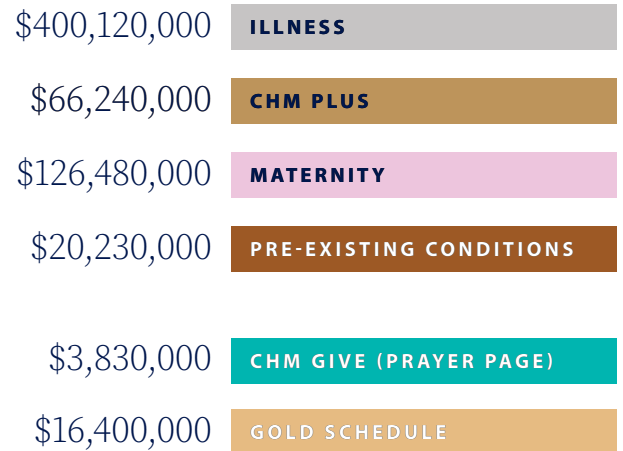 $400,120,000 ILLNESS
$66,240,000 CHM PLUS
$126,480,000 MATERNITY
$20,230,000 PRE-EXISTING CONDITIONS
$3,830,000 CHM GIVE (PRAYER PAGE)
$16,400,000 GOLD SCHEDULE